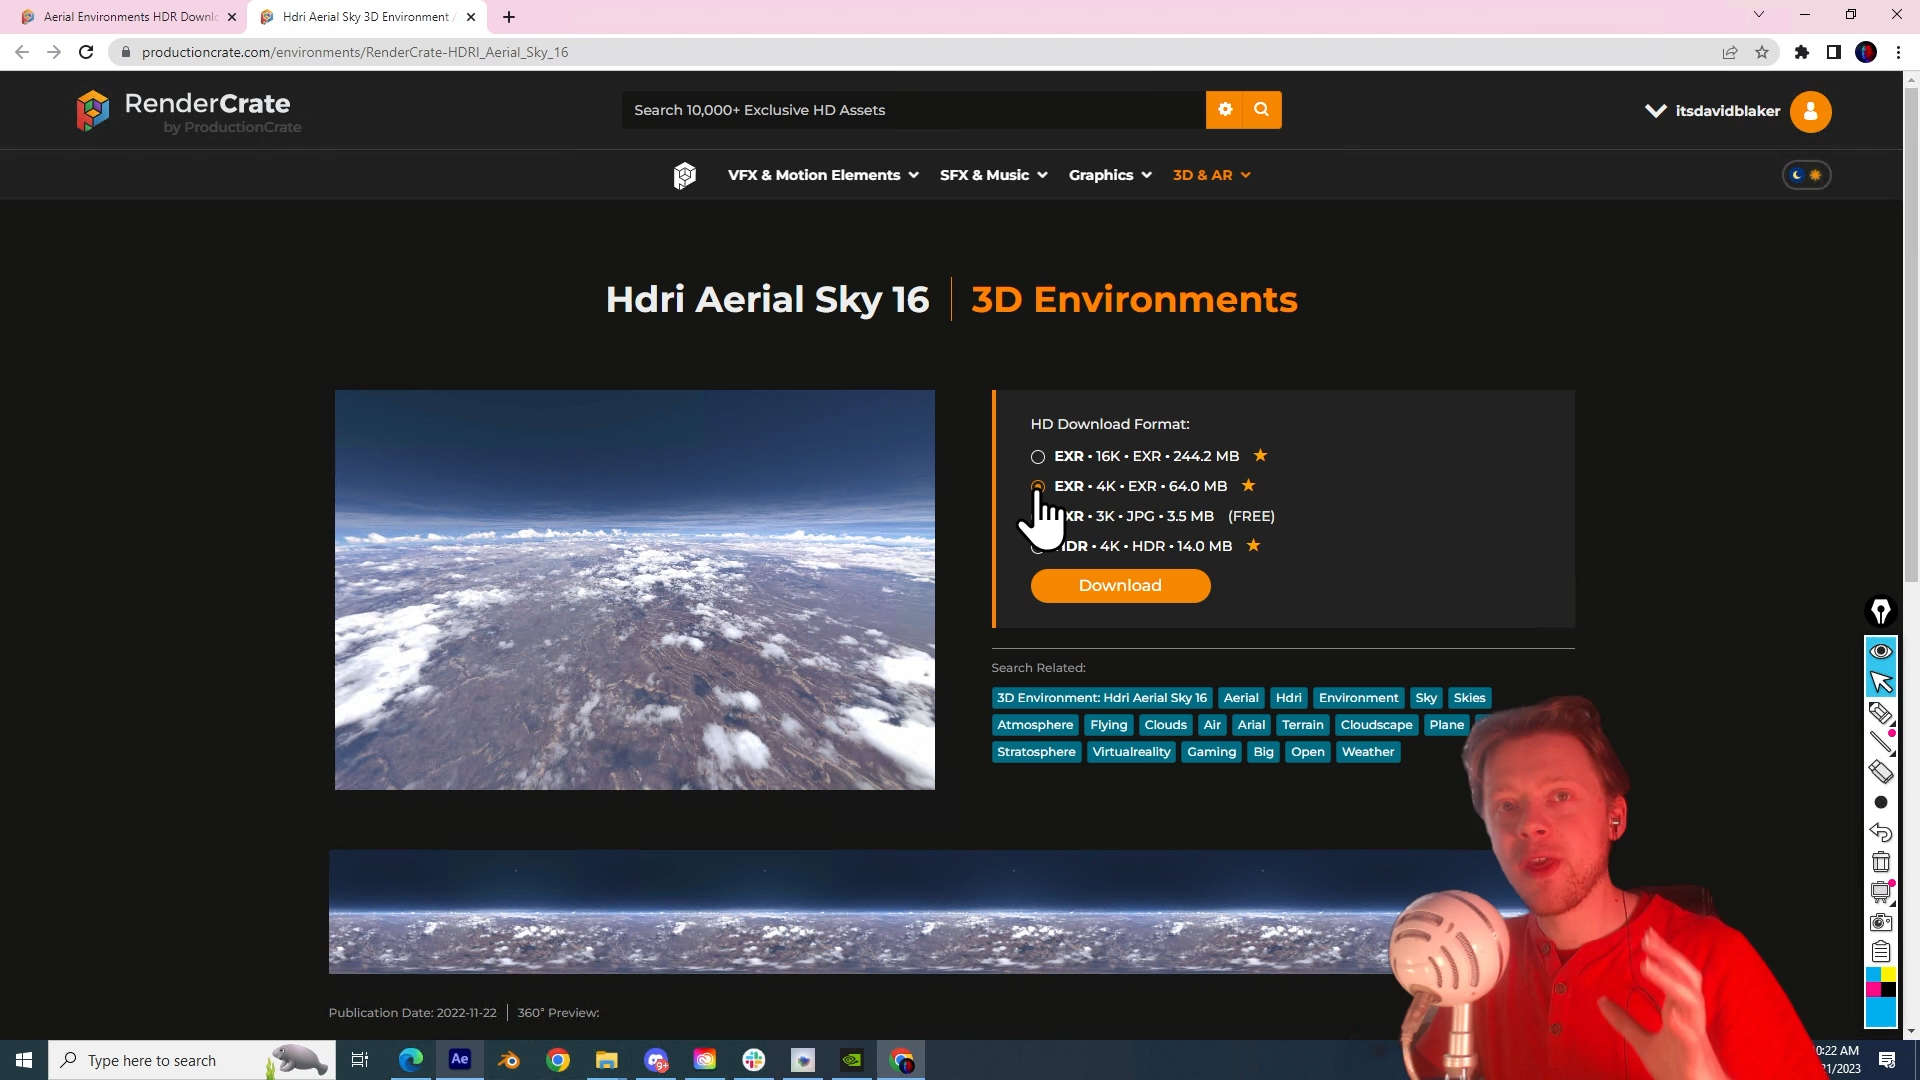 Aerial Environments HDR Downl
Hdri Aerial Sky 3D Environment
productioncrate.com/environments/RenderCrate-HDRI_Aerial_Sky_16
RenderCrate
by ProductionCrate
Search 10,000+ Exclusive HD Assets
itsdavidblaker
VFX & Motion Elements
SFX & Music
Graphics
3D & AR
Hdri Aerial Sky 16
3D Environments
HD Download Format:
EXR • 16K • EXR • 244.2 MB
EXR • 4K • EXR • 64.0 MB
XR • 3K • JPG • 3.5 MB (FREE)
HDR • 4K • HDR • 14.0 MB
Download
Search Related:
3D Environment: Hdri Aerial Sky 16 Aerial Hdri Environment Sky Skies
Atmosphere Flying Clouds Air Arial Terrain Cloudscape Plane
Stratosphere Virtualreality Gaming Big Open Weather
Publication Date: 2022-11-22
360° Preview:
Type here to search
Ae
9+
0:22 AM
21/2023